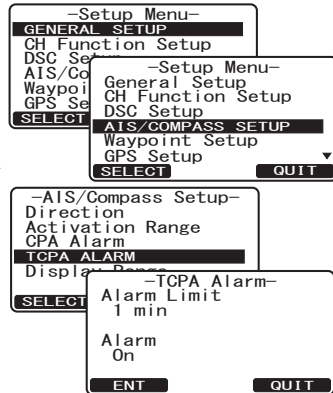 -Setup Menu-
GENERAL SETUP
CH Function Setup
DSC
AIS/Co
Waypoi
GPS Se
SELECT
-Setup Menu-
General Setup
CH Function Setup
DSC Setup
AIS/COMPASS SETUP
Waypoint Setup
GPS Setup
SELECT QUIT
-AIS/Compass Setup-
Direction
Activation Range
CPA Alarm
TCPA ALARM
Display
SELECT
-TCPA Alarm-
Alarm Limit
1 min
Alarm
On
ENT QUIT